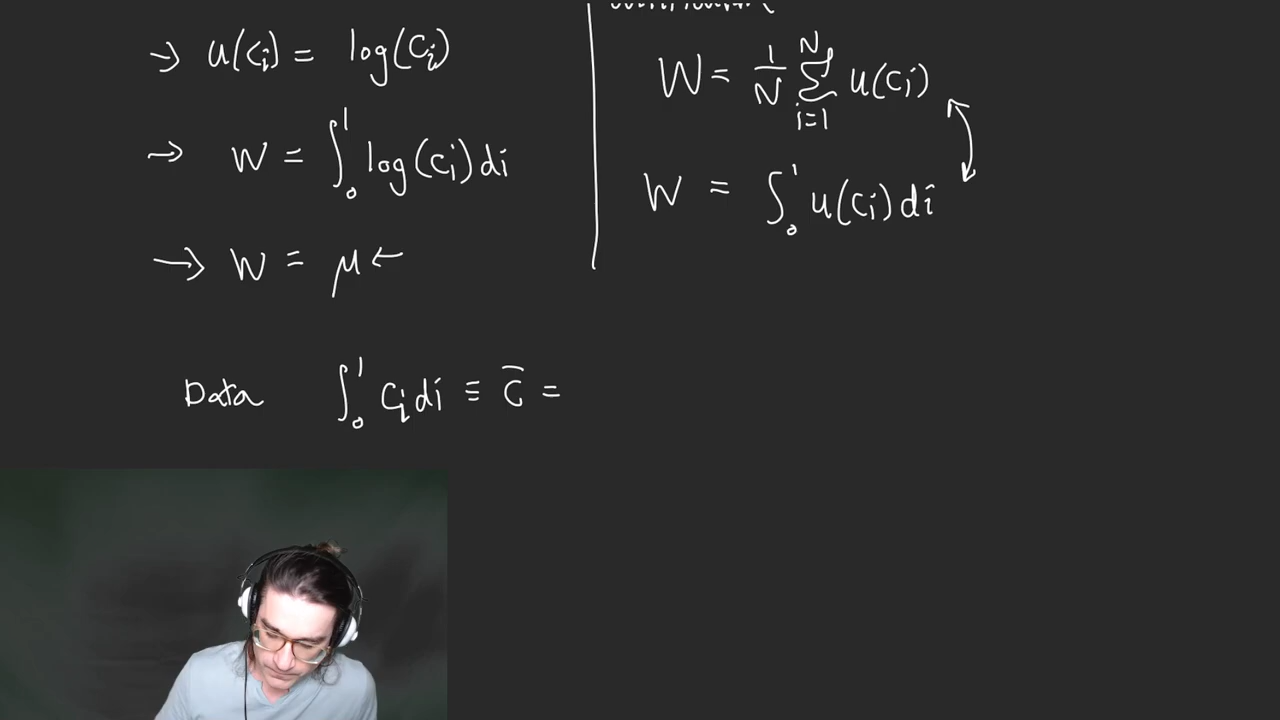 → u(cᵢ) = log(cᵢ)
→ W = ∫₀¹ log(cᵢ) di
→ W = μ ←
Data ∫₀¹ cᵢ di ≡ c̄ =
W = 1/N ∑ᵢ₌₁ᴺ u(cᵢ)
W = ∫₀¹ u(cᵢ) di